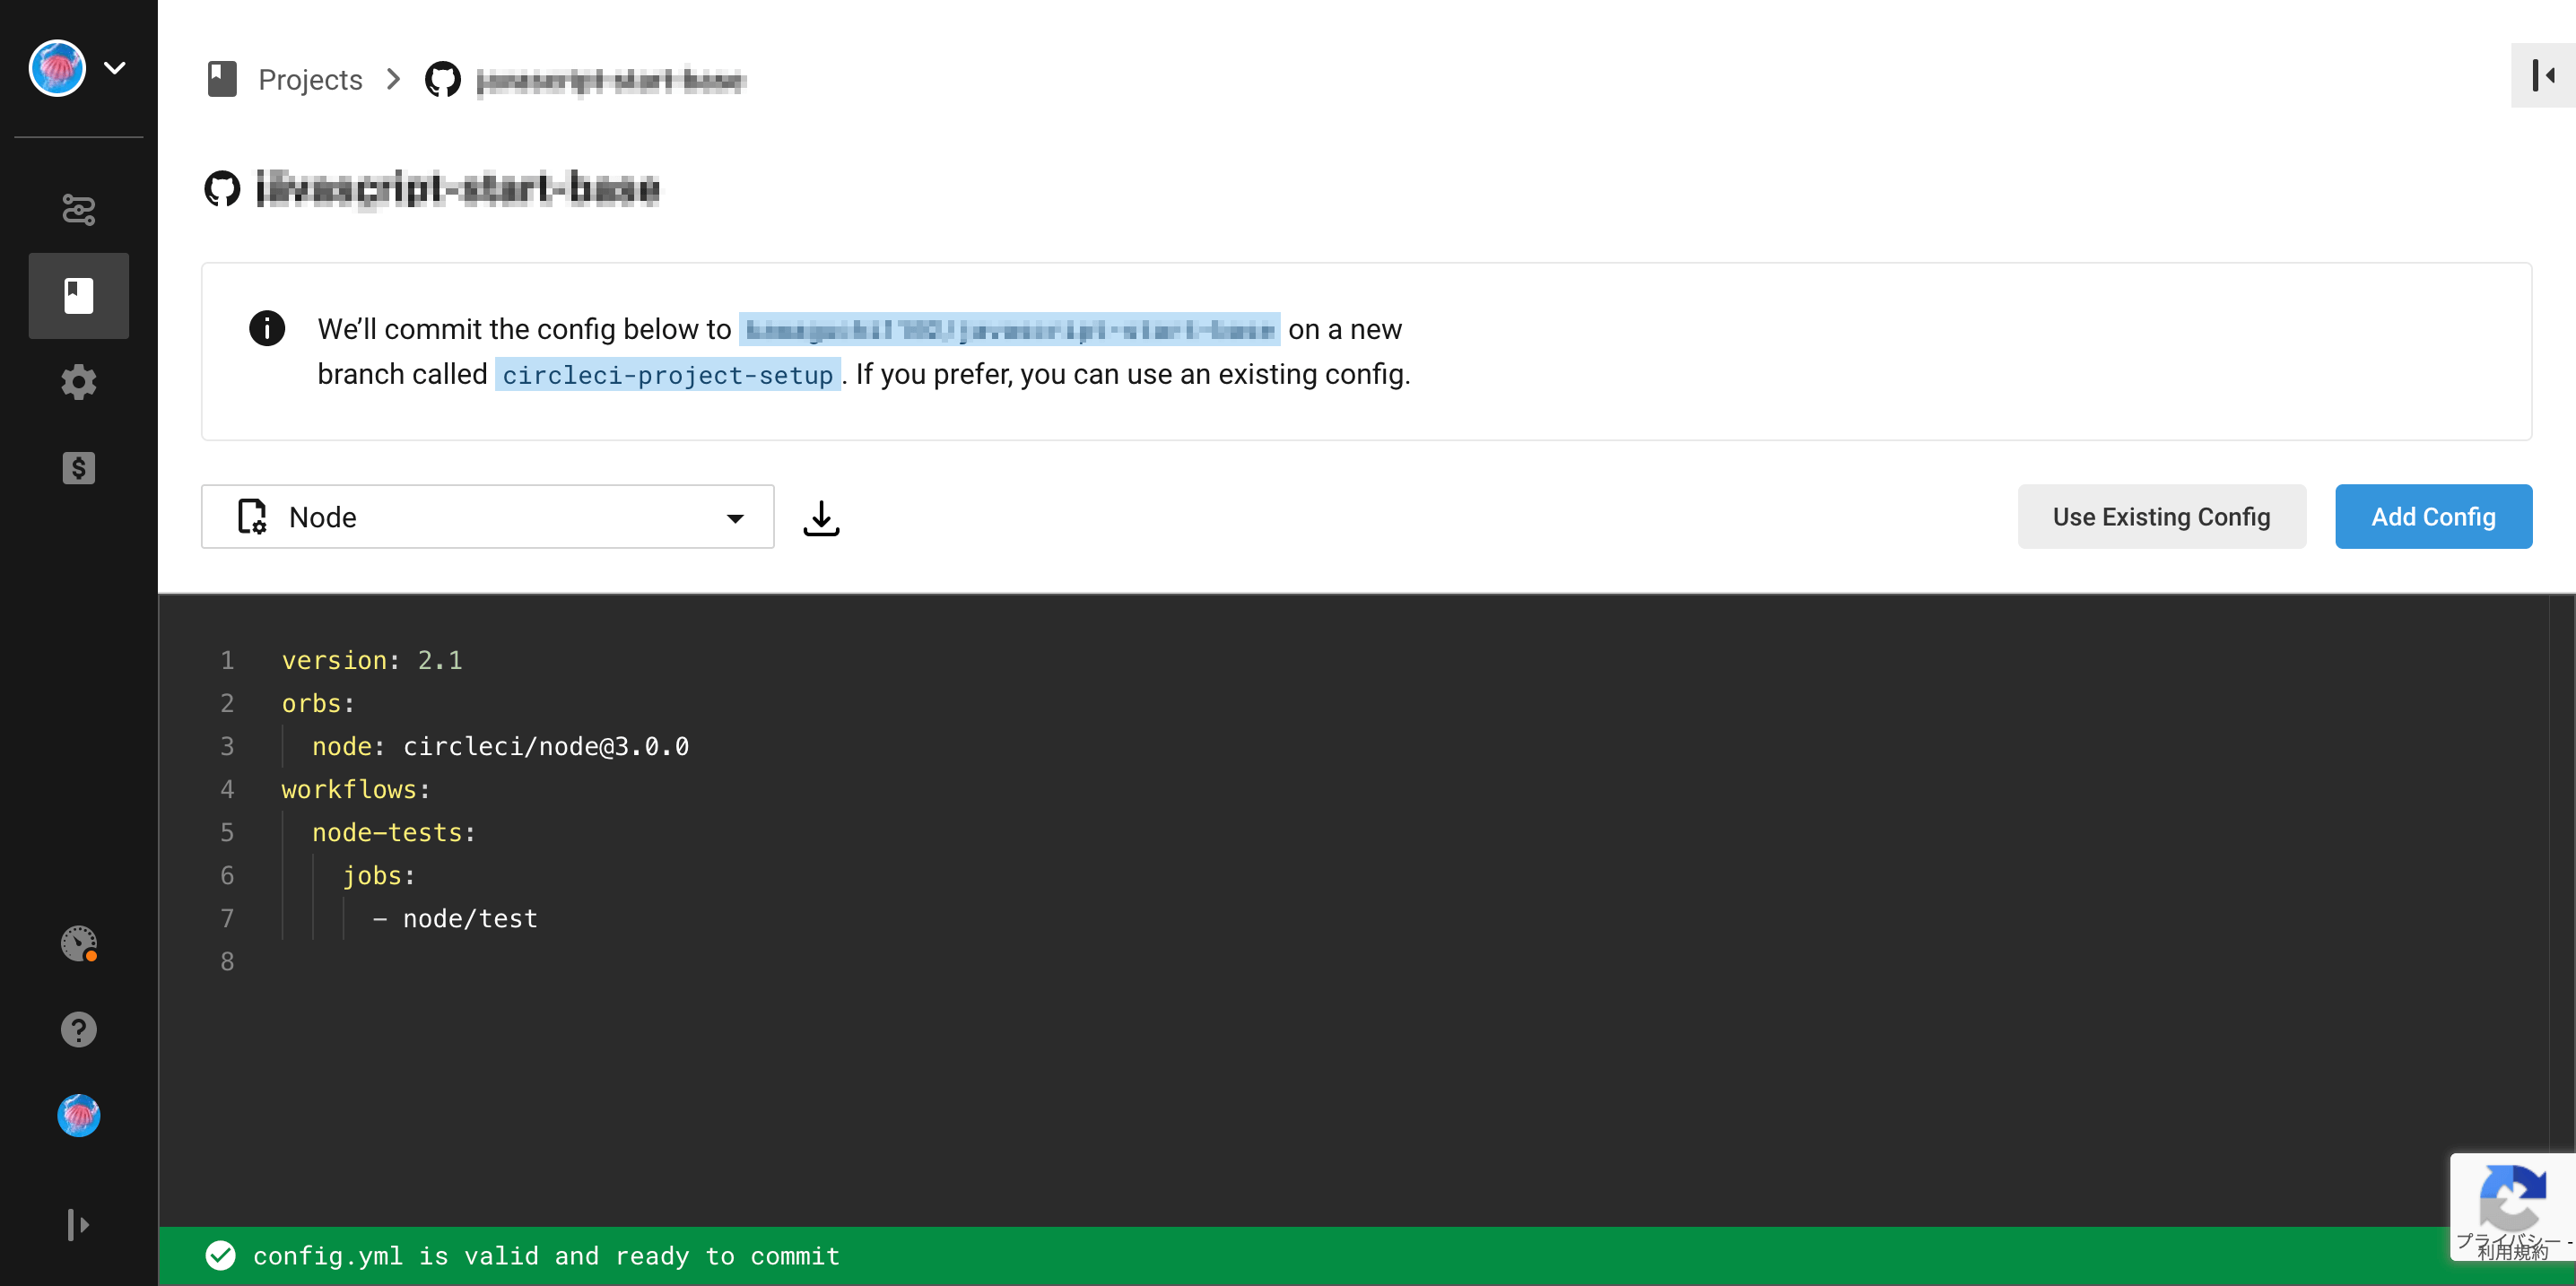 Projects
We’ll commit the config below to on a new
branch called circleci-project-setup. If you prefer, you can use an existing config.
Node
Use Existing Config
Add Config
1 version: 2.1
2 orbs:
3 node: circleci/node@3.0.0
4 workflows:
5 node-tests:
6 jobs:
7 - node/test
8
config.yml is valid and ready to commit
プライバシー -
利用規約